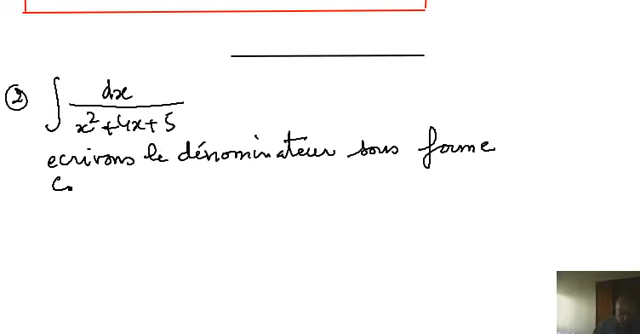 ② ∫ dx / (x² + 4x + 5)
ecrivons le dénominateur sous forme
c